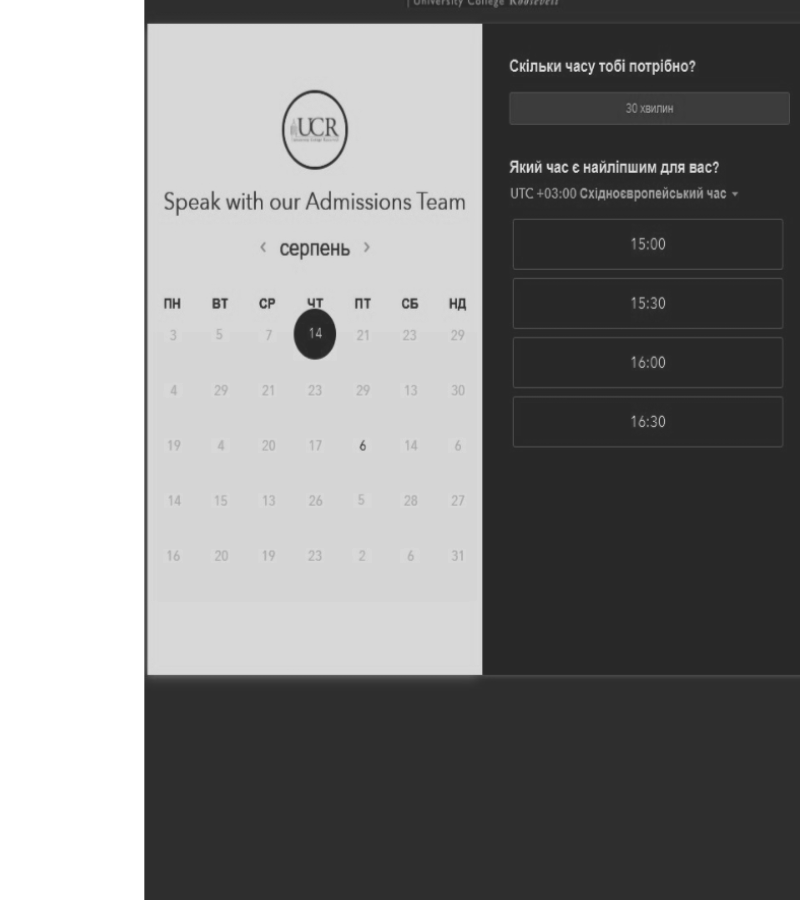 | University College Roosevelt
UCR
Speak with our Admissions Team
‹ серпень ›
ПН ВТ СР ЧТ ПТ СБ НД
3 5 7 14 21 23 29
4 29 21 23 29 13 30
19 4 20 17 6 14 6
14 15 13 26 5 28 27
16 20 19 23 2 6 31
Скільки часу тобі потрібно?
30 хвилин
Який час є найліпшим для вас?
UTC +03:00 Східноєвропейський час
15:00
15:30
16:00
16:30